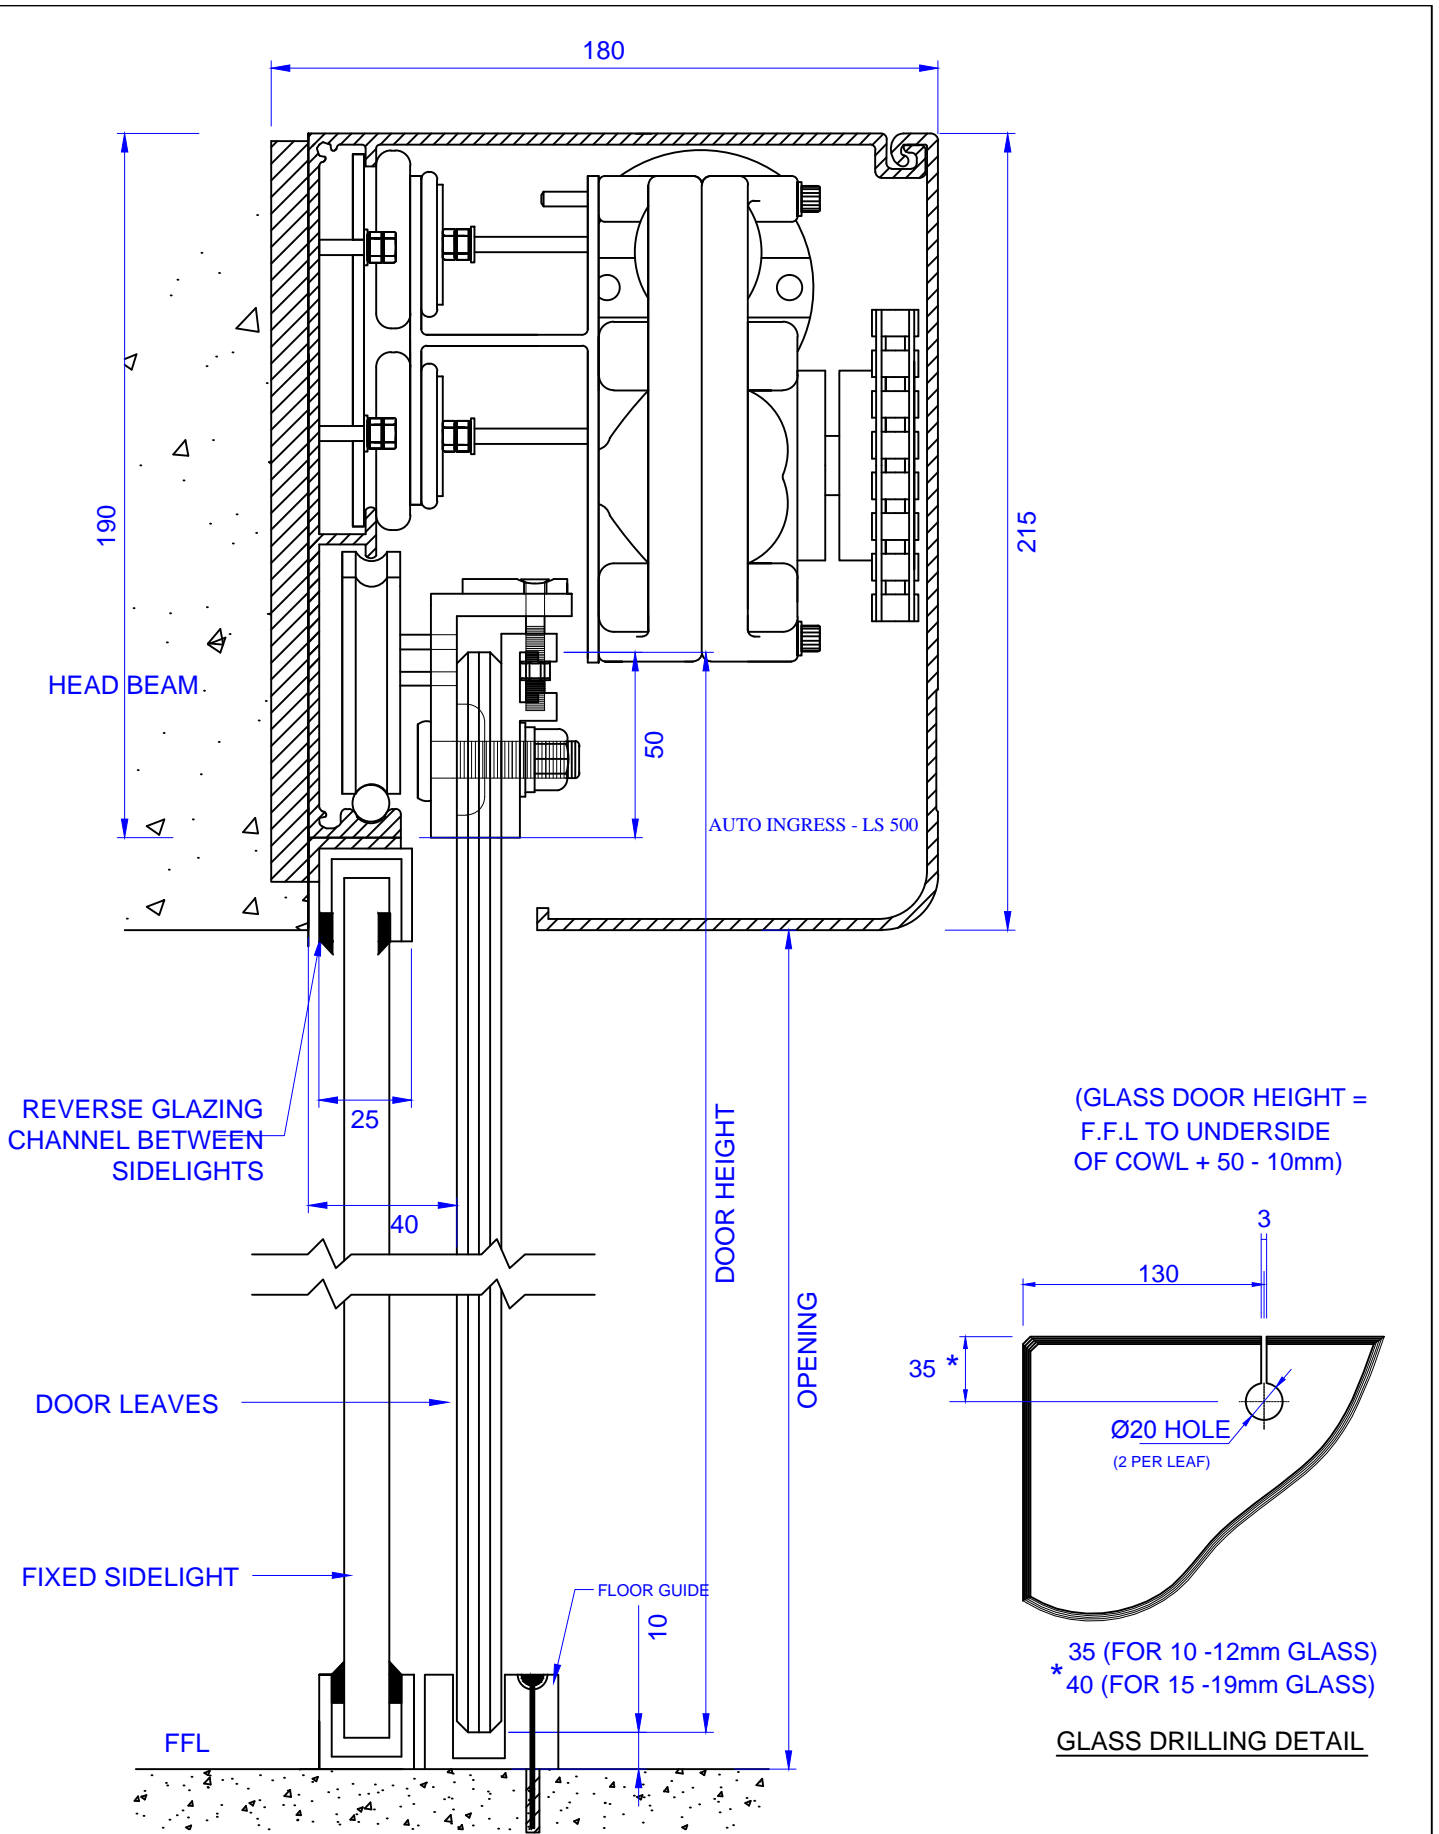 180
190
215
HEAD BEAM
50
AUTO INGRESS - LS 500
REVERSE GLAZING
CHANNEL BETWEEN
SIDELIGHTS
25
40
DOOR HEIGHT
OPENING
(GLASS DOOR HEIGHT =
F.F.L TO UNDERSIDE
OF COWL + 50 - 10mm)
3
130
35 *
Ø20 HOLE
(2 PER LEAF)
DOOR LEAVES
FIXED SIDELIGHT
FLOOR GUIDE
10
35 (FOR 10 -12mm GLASS)
* 40 (FOR 15 -19mm GLASS)
GLASS DRILLING DETAIL
FFL